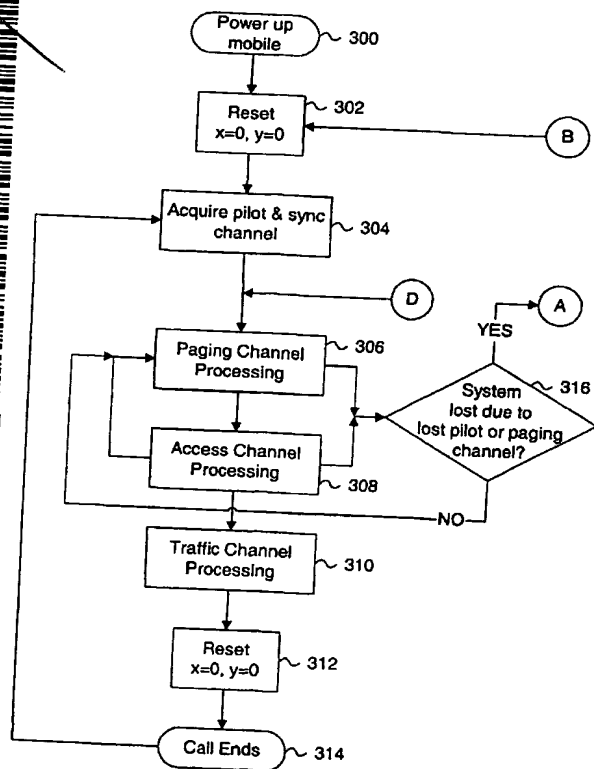 Power up
mobile
300
Reset
x=0, y=0
302
B
Acquire pilot & sync
channel
304
D
A
YES
Paging Channel
Processing
306
System
lost due to
lost pilot or paging
channel?
316
Access Channel
Processing
308
NO
Traffic Channel
Processing
310
Reset
x=0, y=0
312
Call Ends
314